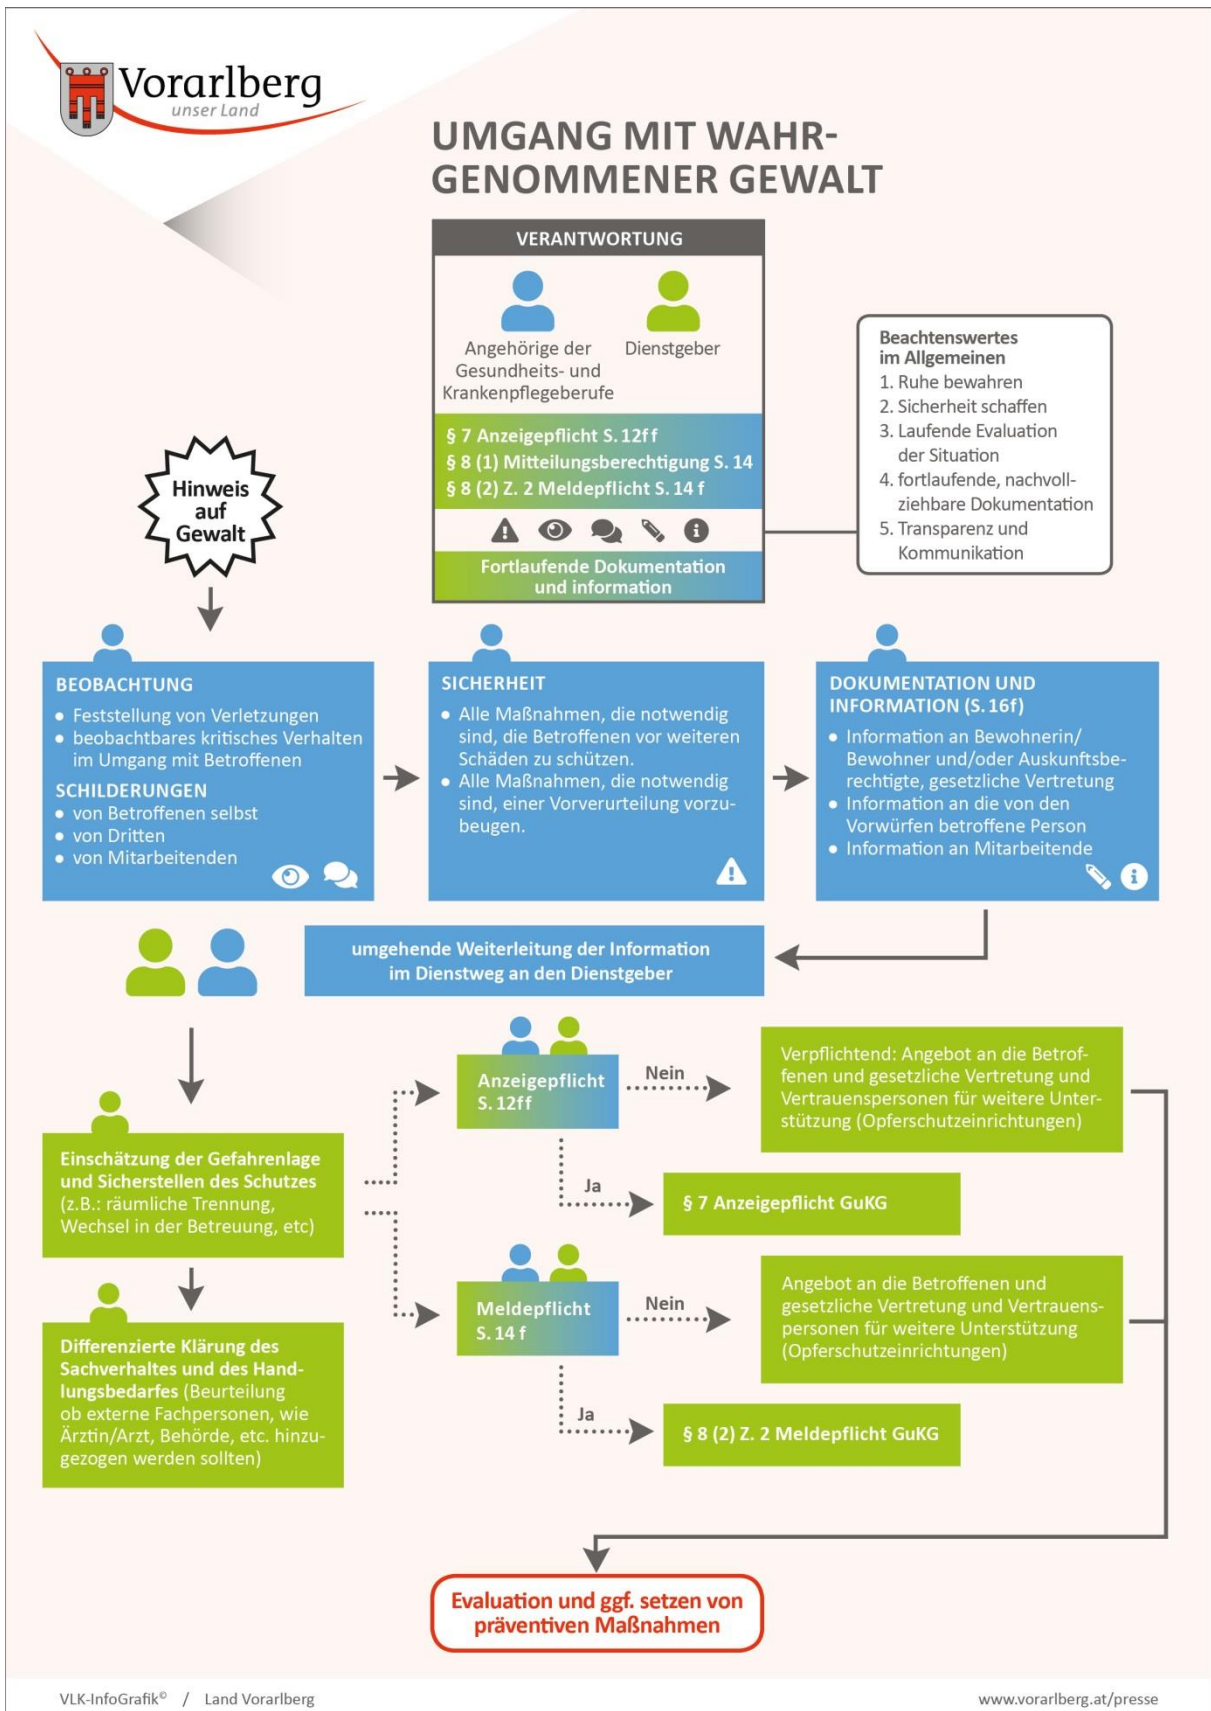 Vorarlberg
unser Land
UMGANG MIT WAHR-
GENOMMENER GEWALT
VERANTWORTUNG
Angehörige der
Gesundheits- und
Krankenpflegeberufe
Dienstgeber
§ 7 Anzeigepflicht S. 12ff
§ 8 (1) Mitteilungsberechtigung S. 14
§ 8 (2) Z. 2 Meldepflicht S. 14 f
Fortlaufende Dokumentation
und information
Beachtenswertes
im Allgemeinen
1. Ruhe bewahren
2. Sicherheit schaffen
3. Laufende Evaluation
der Situation
4. fortlaufende, nachvoll-
ziehbare Dokumentation
5. Transparenz und
Kommunikation
Hinweis
auf
Gewalt
BEOBACHTUNG
• Feststellung von Verletzungen
• beobachtbares kritisches Verhalten
im Umgang mit Betroffenen
SCHILDERUNGEN
• von Betroffenen selbst
• von Dritten
• von Mitarbeitenden
SICHERHEIT
• Alle Maßnahmen, die notwendig
sind, die Betroffenen vor weiteren
Schäden zu schützen.
• Alle Maßnahmen, die notwendig
sind, einer Vorverurteilung vorzu-
beugen.
DOKUMENTATION UND
INFORMATION (S. 16f)
• Information an Bewohnerin/
Bewohner und/oder Auskunftsbe-
rechtigte, gesetzliche Vertretung
• Information an die von den
Vorwürfen betroffene Person
• Information an Mitarbeitende
umgehende Weiterleitung der Information
im Dienstweg an den Dienstgeber
Einschätzung der Gefahrenlage
und Sicherstellen des Schutzes
(z.B.: räumliche Trennung,
Wechsel in der Betreuung, etc)
Differenzierte Klärung des
Sachverhaltes und des Hand-
lungsbedarfes (Beurteilung
ob externe Fachpersonen, wie
Ärztin/Arzt, Behörde, etc. hinzu-
gezogen werden sollten)
Anzeigepflicht
S. 12ff
Nein
Verpflichtend: Angebot an die Betrof-
fenen und gesetzliche Vertretung und
Vertrauenspersonen für weitere Unter-
stützung (Opferschutzeinrichtungen)
Ja
§ 7 Anzeigepflicht GuKG
Meldepflicht
S. 14 f
Nein
Angebot an die Betroffenen und
gesetzliche Vertretung und Vertrauens-
personen für weitere Unterstützung
(Opferschutzeinrichtungen)
Ja
§ 8 (2) Z. 2 Meldepflicht GuKG
Evaluation und ggf. setzen von
präventiven Maßnahmen
VLK-InfoGrafik© / Land Vorarlberg
www.vorarlberg.at/presse